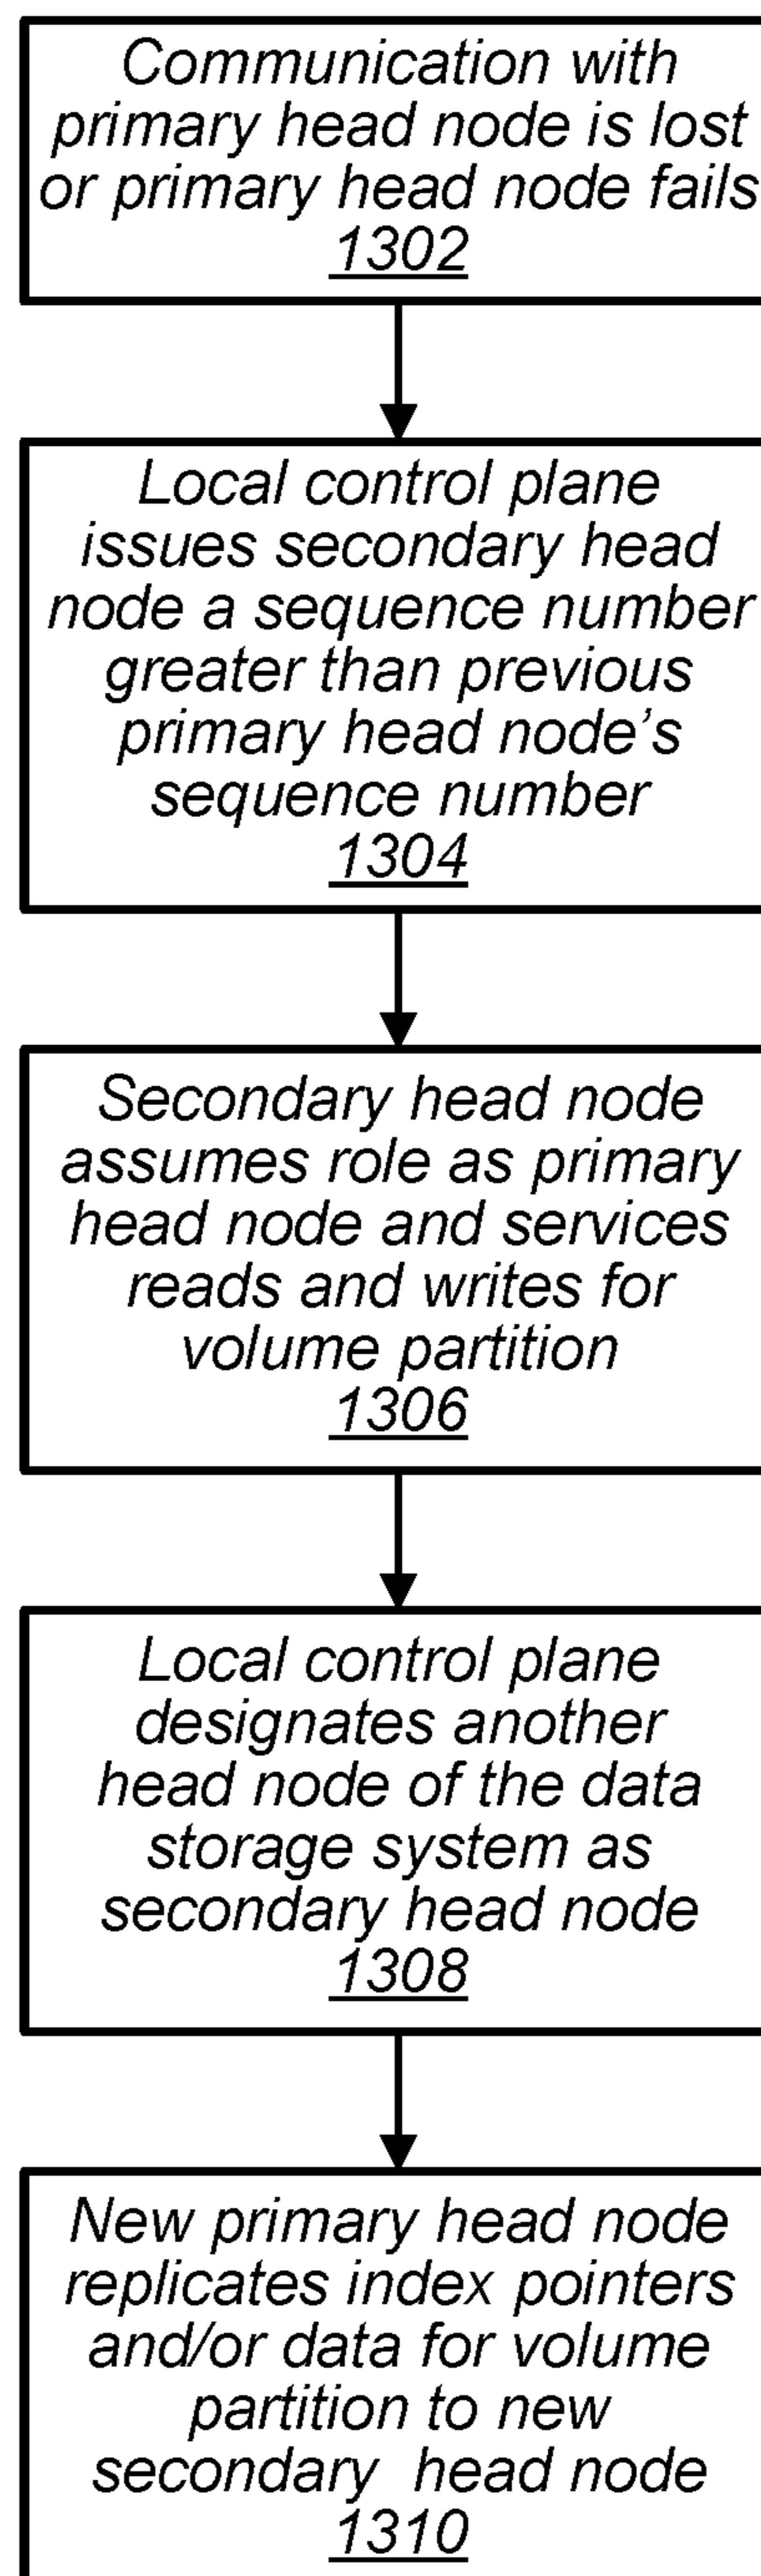 Communication with
primary head node is lost
or primary head node fails
1302
Local control plane
issues secondary head
node a sequence number
greater than previous
primary head node's
sequence number
1304
Secondary head node
assumes role as primary
head node and services
reads and writes for
volume partition
1306
Local control plane
designates another
head node of the data
storage system as
secondary head node
1308
New primary head node
replicates index pointers
and/or data for volume
partition to new
secondary head node
1310